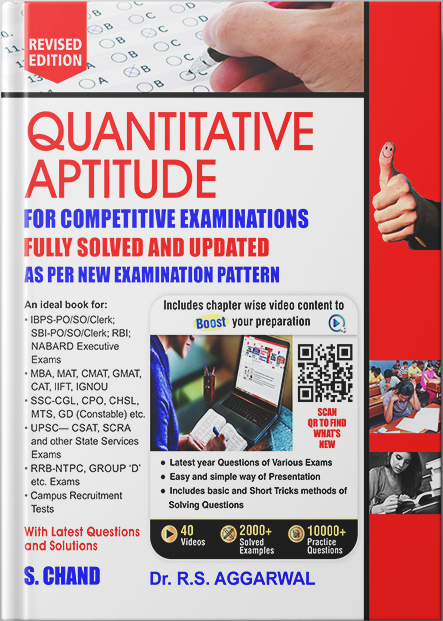 REVISED
EDITION
QUANTITATIVE
APTITUDE
FOR COMPETITIVE EXAMINATIONS
FULLY SOLVED AND UPDATED
AS PER NEW EXAMINATION PATTERN
An ideal book for:
• IBPS-PO/SO/Clerk;
SBI-PO/SO/Clerk; RBI;
NABARD Executive
Exams
• MBA, MAT, CMAT, GMAT,
CAT, IIFT, IGNOU
• SSC-CGL, CPO, CHSL,
MTS, GD (Constable) etc.
• UPSC— CSAT, SCRA
and other State Services
Exams
• RRB-NTPC, GROUP ‘D’
etc. Exams
• Campus Recruitment
Tests
With Latest Questions
and Solutions
Includes chapter wise video content to
Boost your preparation
SCAN
QR TO FIND
WHAT'S
NEW
• Latest year Questions of Various Exams
• Easy and simple way of Presentation
• Includes basic and Short Tricks methods of
Solving Questions
40
Videos
2000+
Solved
Examples
10000+
Practice
Questions
S. CHAND
Dr. R.S. AGGARWAL